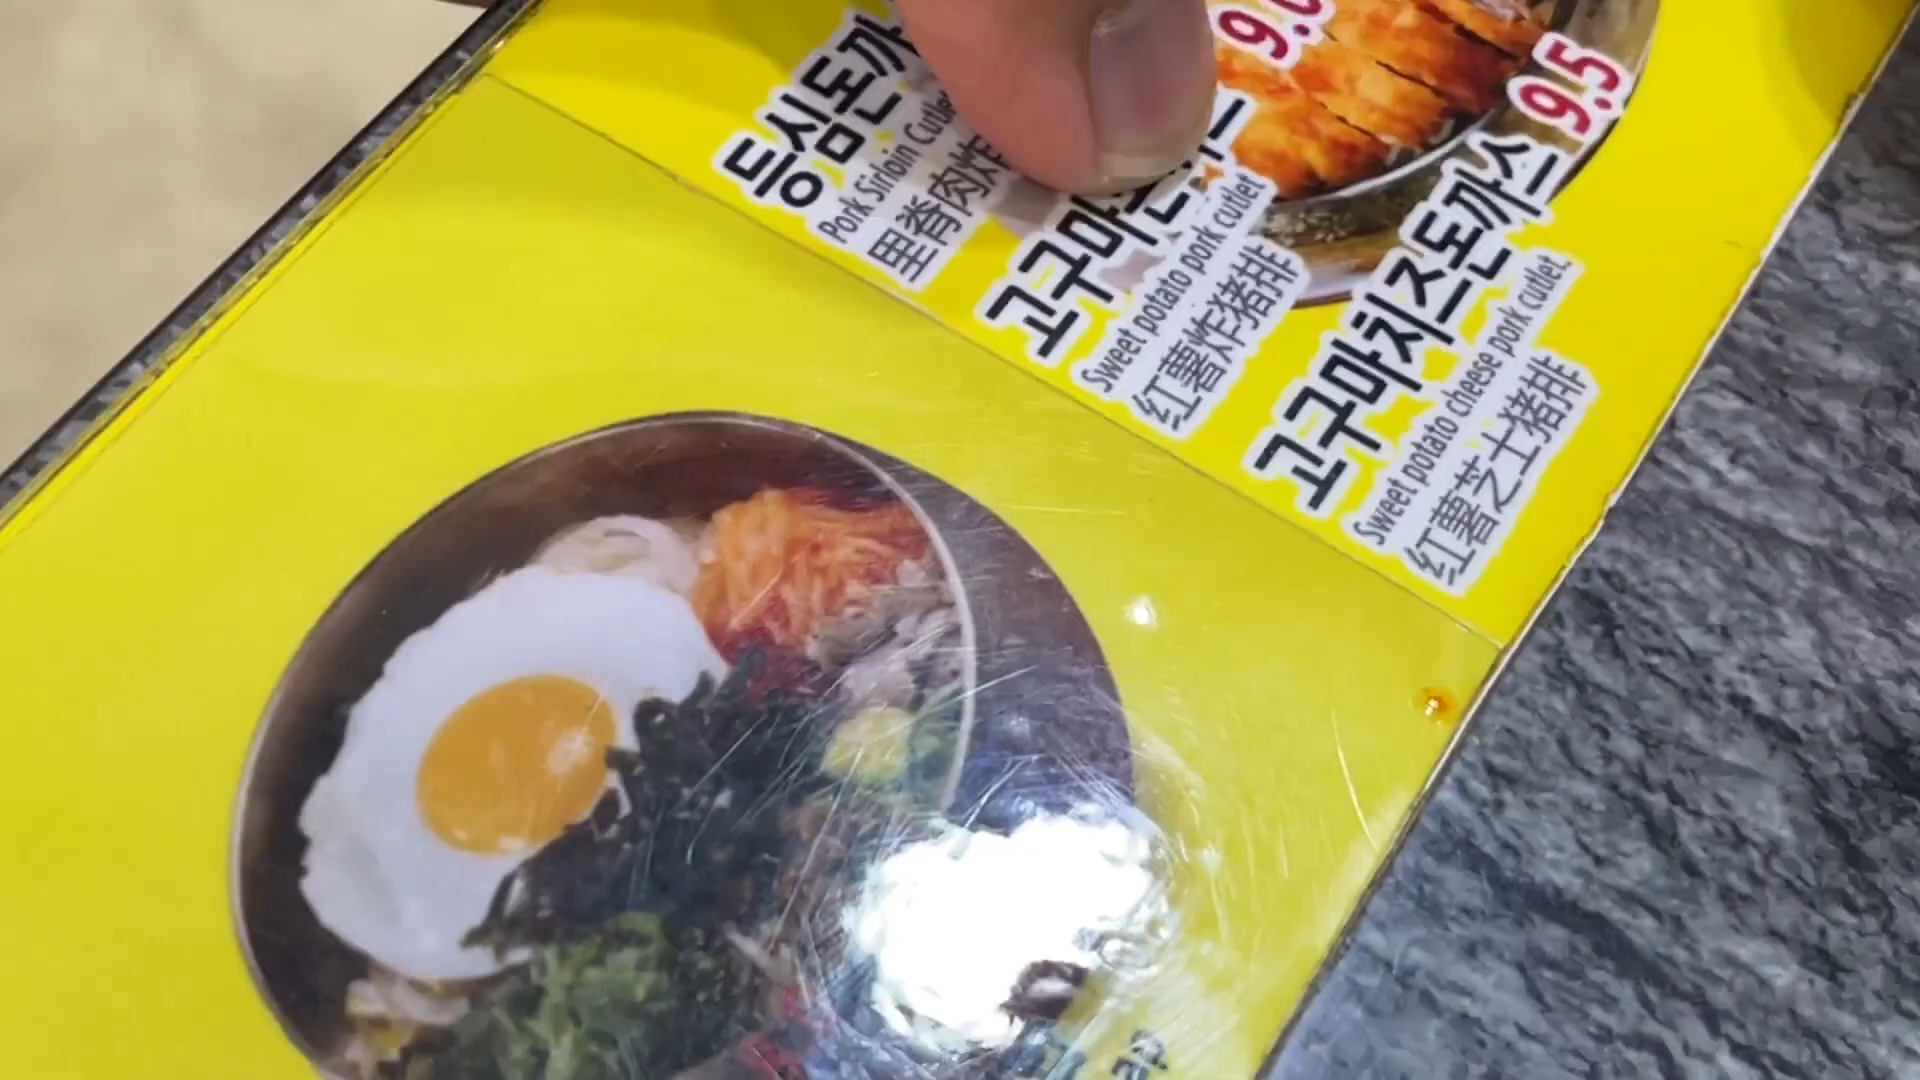 등심돈까
Pork Sirloin Cutlet
里脊肉炸
9.0
고구마돈까스
Sweet potato pork cutlet
红薯炸猪排
9.5
고구마치즈돈까스
Sweet potato cheese pork cutlet
红薯芝士猪排